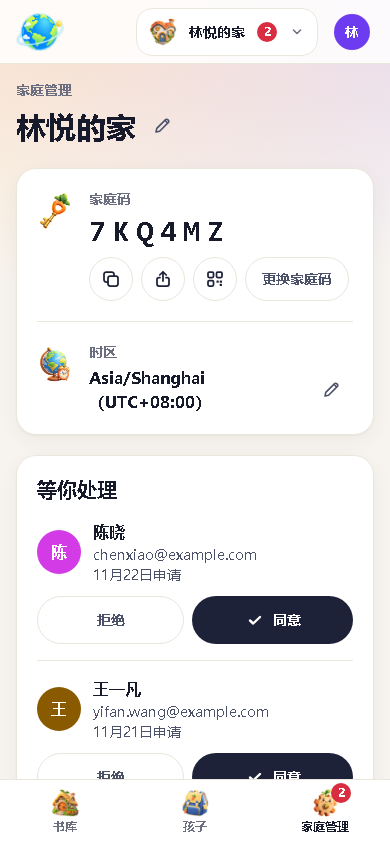 林悦的家
2
林
家庭管理
林悦的家
家庭码
7KQ4MZ
更换家庭码
时区
Asia/Shanghai
（UTC+08:00）
等你处理
陈
陈晓
chenxiao@example.com
11月22日申请
拒绝
同意
王
王一凡
yifan.wang@example.com
11月21日申请
拒绝
同意
2
书库
孩子
家庭管理